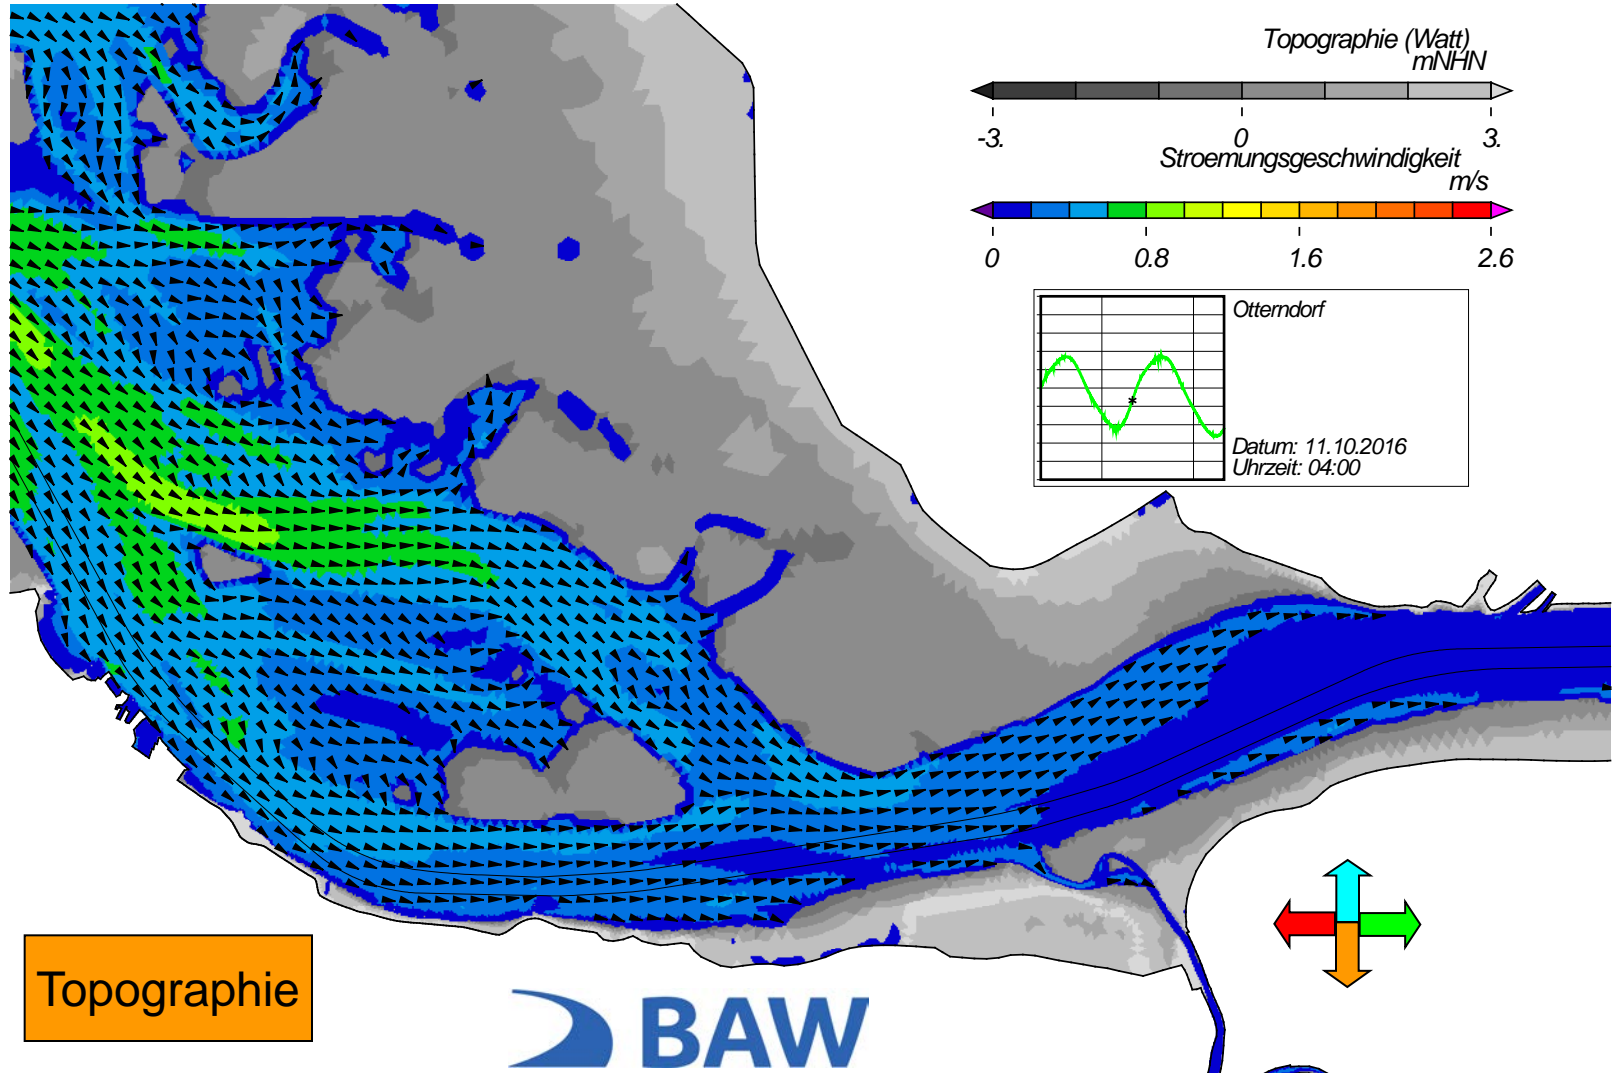 Topographie (Watt)
mNHN
-3. 0 3.
Stroemungsgeschwindigkeit
m/s
0 0.8 1.6 2.6
Otterndorf
Datum: 11.10.2016
Uhrzeit: 04:00
Topographie
BAW